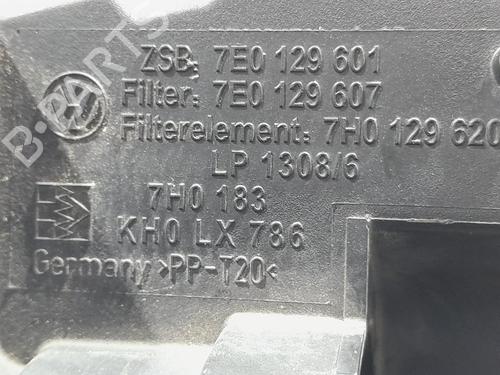 ZSB: 7E0 129 601
Filter: 7E0 129 607
Filterelement: 7H0 129 620
LP 1308/6
7H0 183
KH0 LX 786
Germany >PP-T20<
B-PARTS